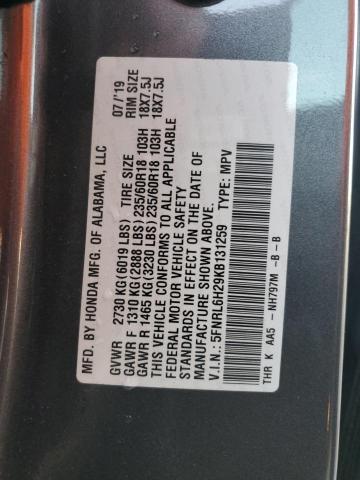 MFD. BY HONDA MFG. OF ALABAMA, LLC 07/'19
GVWR 2730 KG(6019 LBS) TIRE SIZE RIM SIZE
GAWR F 1310 KG(2888 LBS) 235/60R18 103H 18X7.5J
GAWR R 1465 KG(3230 LBS) 235/60R18 103H 18X7.5J
THIS VEHICLE CONFORMS TO ALL APPLICABLE
FEDERAL MOTOR VEHICLE SAFETY
STANDARDS IN EFFECT ON THE DATE OF
MANUFACTURE SHOWN ABOVE.
V.I.N.: 5FNRL6H29KB131259 TYPE: MPV
THR K AA5 - NH797M -B -B